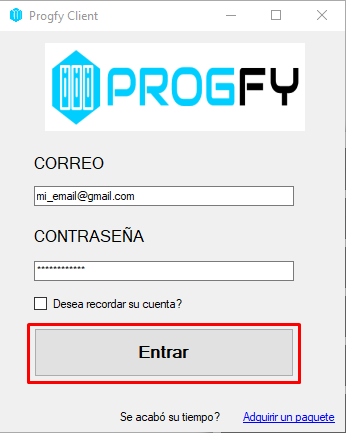 Progfy Client
PROGFY
CORREO
mi_email@gmail.com
CONTRASEÑA
************
Desea recordar su cuenta?
Entrar
Se acabó su tiempo? Adquirir un paquete